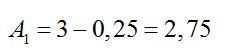 A₁ = 3 − 0,25 = 2,75